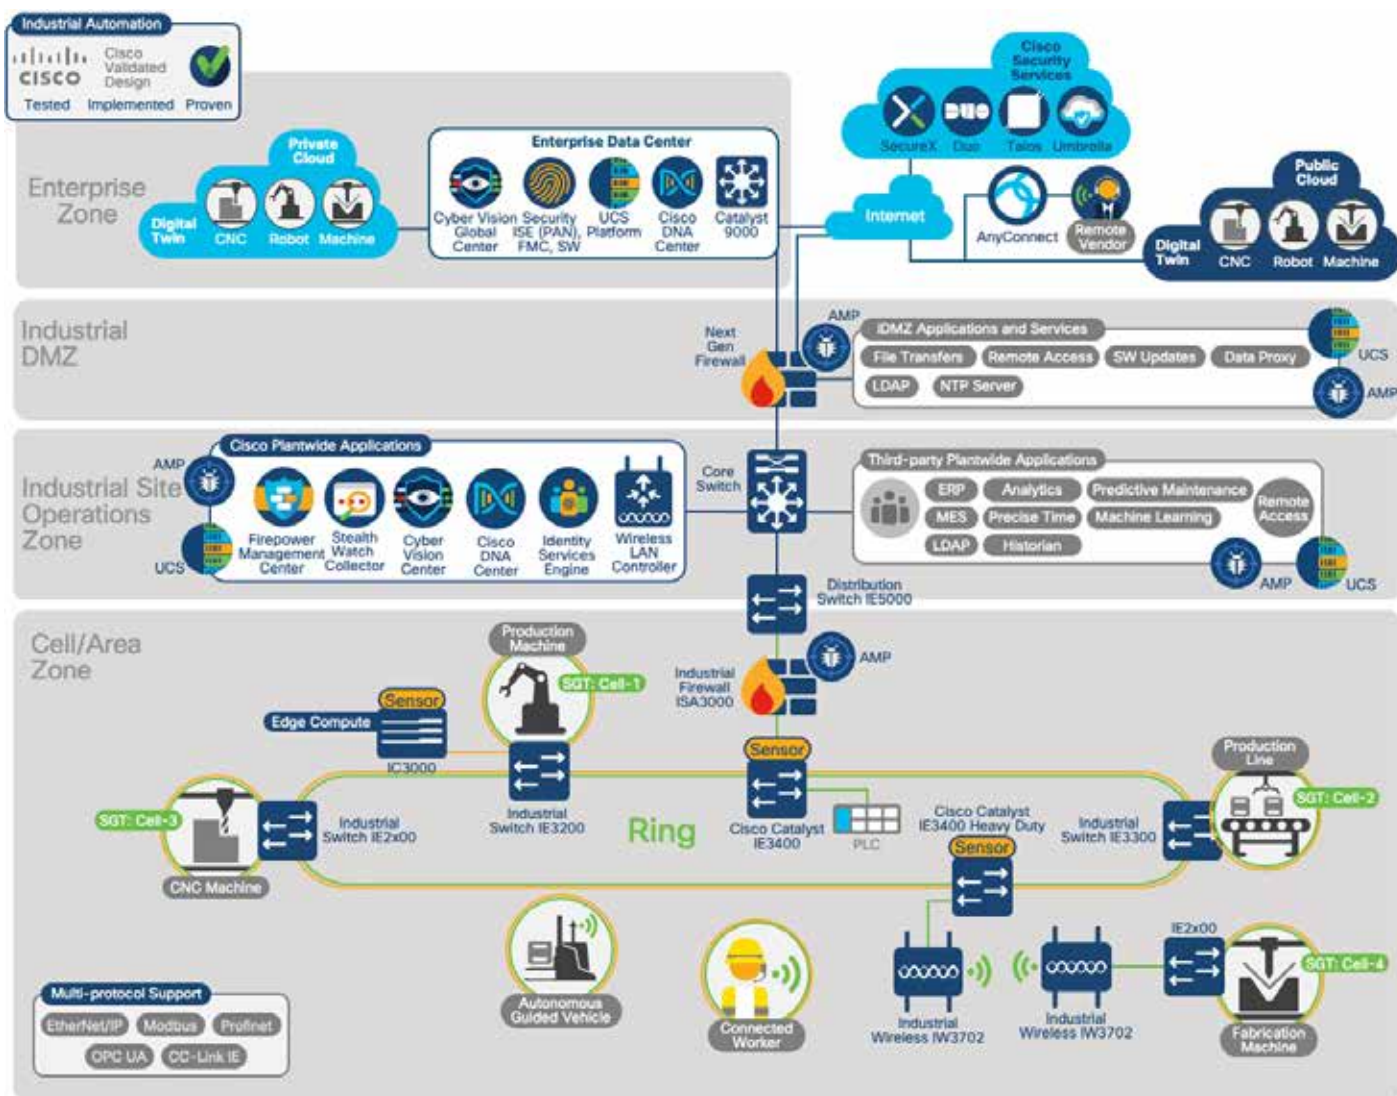 Industrial Automation
CISCO
Cisco
Validated
Design
Tested Implemented Proven
Enterprise
Zone
Private
Cloud
Digital
Twin
CNC
Robot
Machine
Enterprise Data Center
Cyber Vision
Global
Center
Security
ISE (PAN),
FMC, SW
UCS
Platform
Cisco
DNA
Center
Catalyst
9000
Cisco
Security
Services
SecureX
DUO
Duo
Talos
Umbrella
Internet
AnyConnect
Remote
Vendor
Public
Cloud
Digital
Twin
CNC
Robot
Machine
Industrial
DMZ
Next
Gen
Firewall
AMP
IDMZ Applications and Services
File Transfers
Remote Access
SW Updates
Data Proxy
LDAP
NTP Server
UCS
AMP
Industrial Site
Operations
Zone
AMP
UCS
Cisco Plantwide Applications
Firepower
Management
Center
Stealth
Watch
Collector
Cyber
Vision
Center
Cisco
DNA
Center
Identity
Services
Engine
Wireless
LAN
Controller
Core
Switch
Third-party Plantwide Applications
ERP
Analytics
Predictive Maintenance
MES
Precise Time
Machine Learning
LDAP
Historian
Remote
Access
AMP
UCS
Distribution
Switch IE5000
Cell/Area
Zone
Production
Machine
SGT: Cell-1
Industrial
Firewall
ISA3000
AMP
Sensor
Edge Compute
IC3000
Industrial
Switch IE3200
Sensor
Cisco Catalyst
IE3400
PLC
Ring
SGT: Cell-3
CNC Machine
Industrial
Switch IE2x00
Cisco Catalyst
IE3400 Heavy Duty
Sensor
Industrial
Switch IE3300
Production
Line
SGT: Cell-2
Autonomous
Guided Vehicle
Connected
Worker
Industrial
Wireless IW3702
Industrial
Wireless IW3702
IE2x00
SGT: Cell-4
Fabrication
Machine
Multi-protocol Support
EtherNet/IP
Modbus
Profinet
OPC UA
CC-Link IE